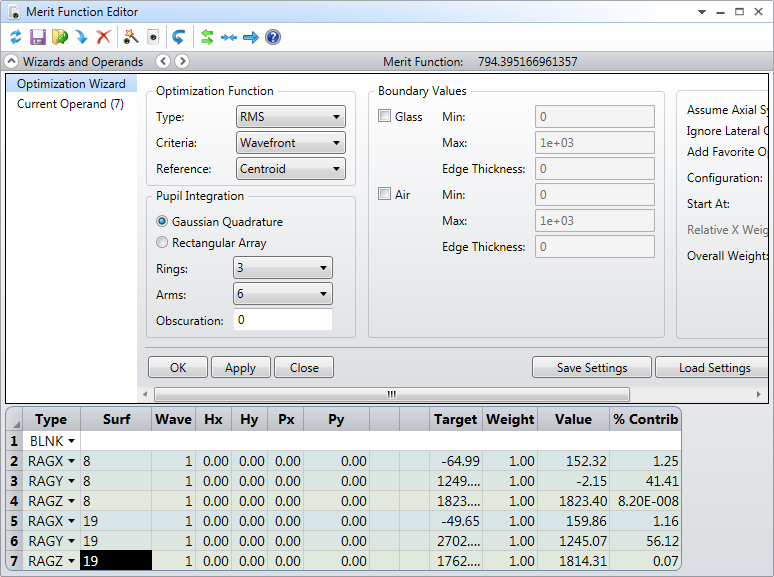 Merit Function Editor
Wizards and Operands Merit Function: 794.395166961357
Optimization Wizard
Current Operand (7)
Optimization Function
Type: RMS
Criteria: Wavefront
Reference: Centroid
Pupil Integration
Gaussian Quadrature
Rectangular Array
Rings: 3
Arms: 6
Obscuration: 0
Boundary Values
Glass Min: 0
Max: 1e+03
Edge Thickness: 0
Air Min: 0
Max: 1e+03
Edge Thickness: 0
Assume Axial Sy
Ignore Lateral C
Add Favorite Op
Configuration:
Start At:
Relative X Weig
Overall Weight:
OK Apply Close Save Settings Load Settings
Type Surf Wave Hx Hy Px Py Target Weight Value % Contrib
1 BLNK
2 RAGX 8 1 0.00 0.00 0.00 0.00 -64.99 1.00 152.32 1.25
3 RAGY 8 1 0.00 0.00 0.00 0.00 1249.... 1.00 -2.15 41.41
4 RAGZ 8 1 0.00 0.00 0.00 0.00 1823.... 1.00 1823.40 8.20E-008
5 RAGX 19 1 0.00 0.00 0.00 0.00 -49.65 1.00 159.86 1.16
6 RAGY 19 1 0.00 0.00 0.00 0.00 2702.... 1.00 1245.07 56.12
7 RAGZ 19 1 0.00 0.00 0.00 0.00 1762.... 1.00 1814.31 0.07